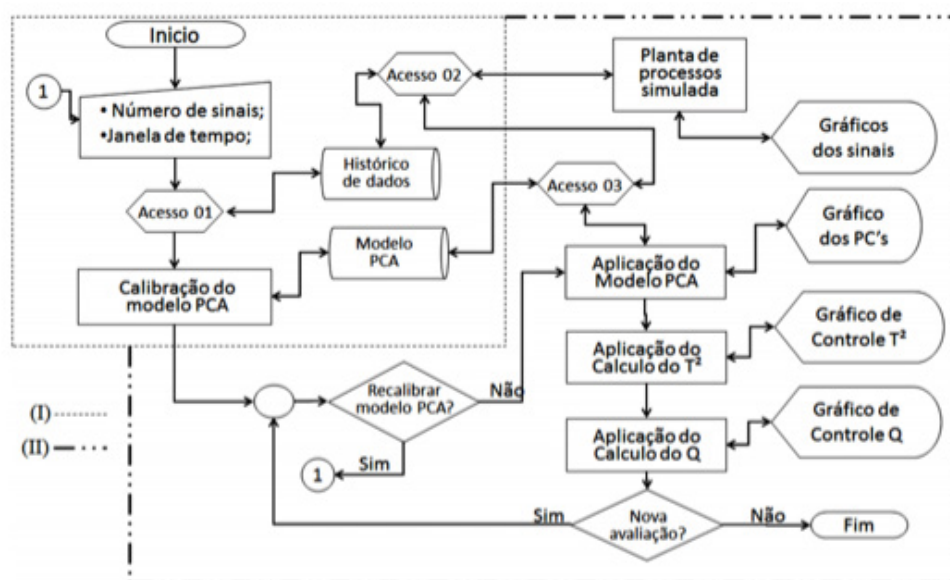 Inicio
1
• Número de sinais;
•Janela de tempo;
Acesso 01
Calibração do
modelo PCA
Histórico
de dados
Modelo
PCA
Acesso 02
Acesso 03
Planta de
processos
simulada
Gráficos
dos sinais
Gráfico
dos PC's
Aplicação do
Modelo PCA
Gráfico de
Controle T²
Aplicação do
Calculo do T²
Gráfico de
Controle Q
Aplicação do
Calculo do Q
Recalibrar
modelo PCA?
Não
Sim
1
Nova
avaliação?
Sim
Não
Fim
(I)
(II)